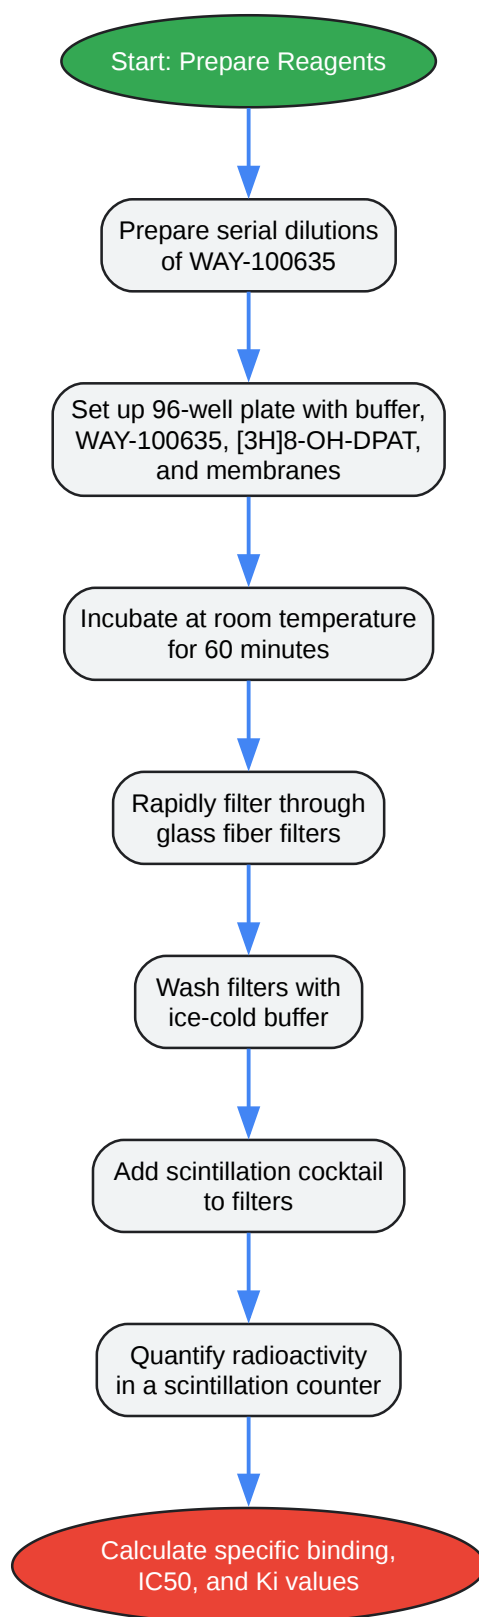 Start: Prepare Reagents
Prepare serial dilutions
of WAY-100635
Set up 96-well plate with buffer,
WAY-100635, [3H]8-OH-DPAT,
and membranes
Incubate at room temperature
for 60 minutes
Rapidly filter through
glass fiber filters
Wash filters with
ice-cold buffer
Add scintillation cocktail
to filters
Quantify radioactivity
in a scintillation counter
Calculate specific binding,
IC50, and Ki values